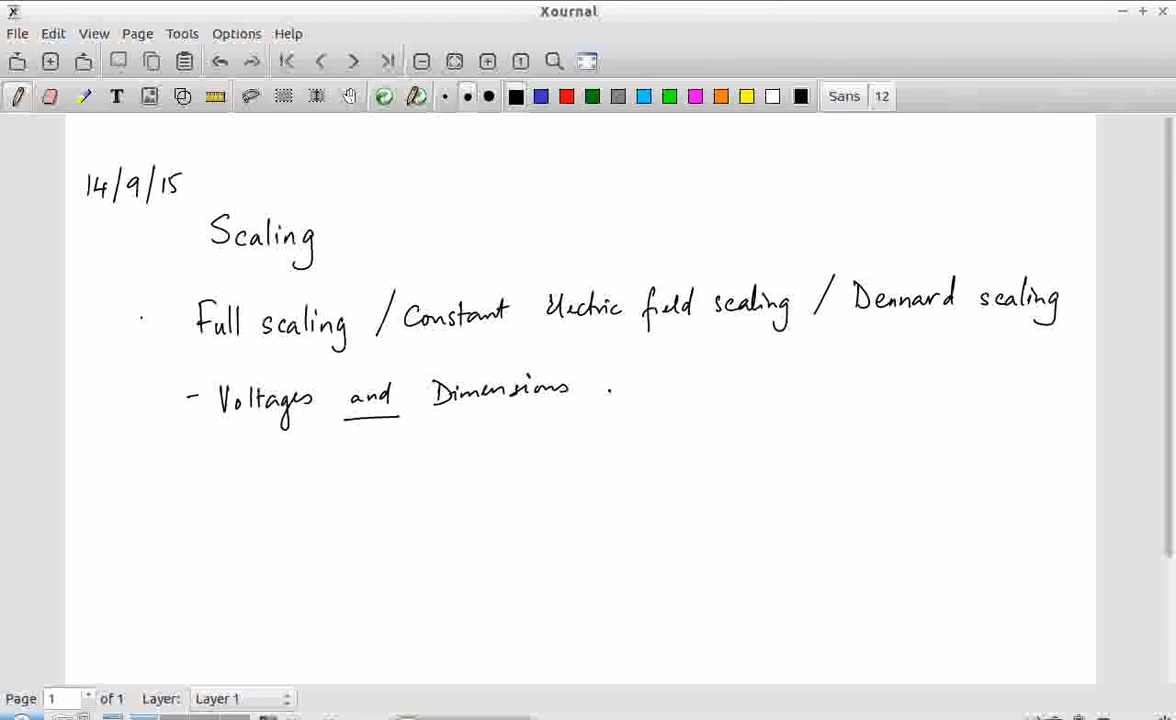 Xournal
File Edit View Page Tools Options Help
Sans 12
14/9/15
Scaling
Full scaling / Constant Electric field scaling / Dennard scaling
- Voltages and Dimensions .
Page 1 of 1 Layer: Layer 1